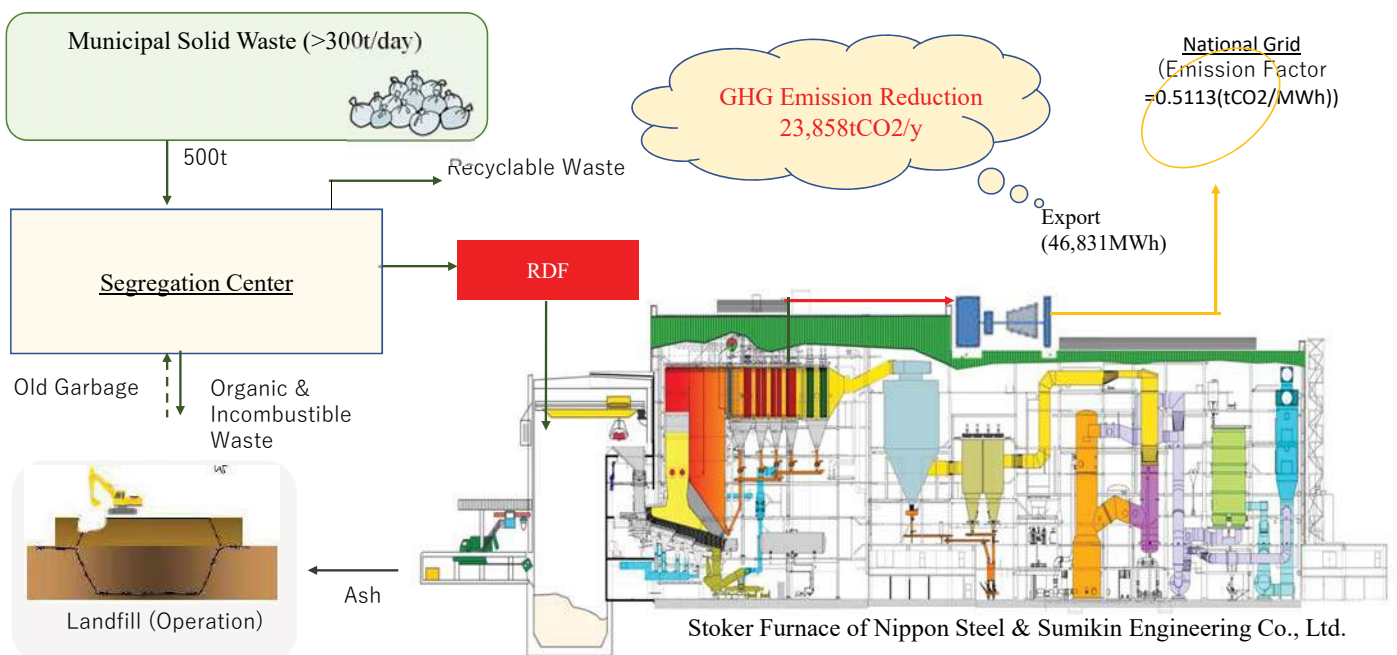 Municipal Solid Waste (>300t/day)
500t
Recyclable Waste
Segregation Center
RDF
Old Garbage
Organic &
Incombustible
Waste
Landfill (Operation)
Ash
GHG Emission Reduction
23,858tCO2/y
National Grid
(Emission Factor
=0.5113(tCO2/MWh))
Export
(46,831MWh)
Stoker Furnace of Nippon Steel & Sumikin Engineering Co., Ltd.